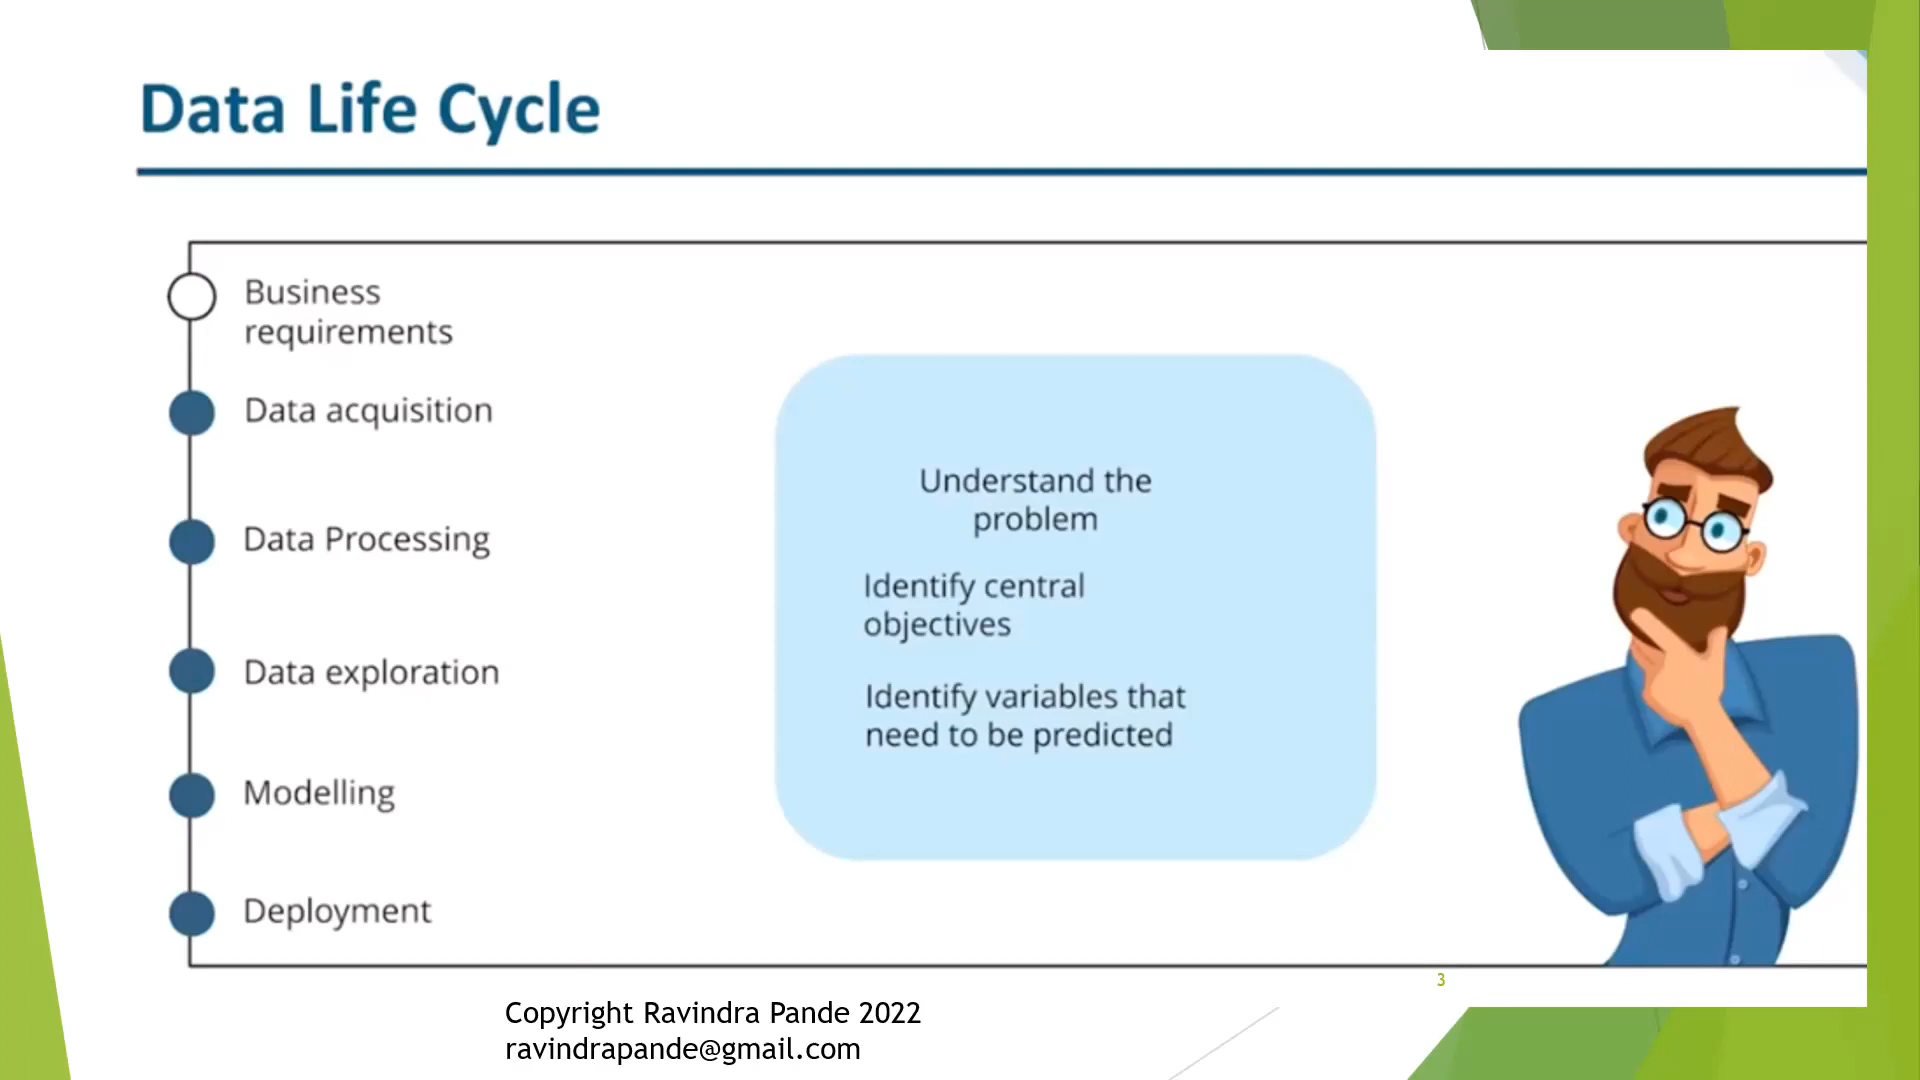 Data Life Cycle
Business
requirements
Data acquisition
Data Processing
Data exploration
Modelling
Deployment
Understand the
problem
Identify central
objectives
Identify variables that
need to be predicted
3
Copyright Ravindra Pande 2022
ravindrapande@gmail.com